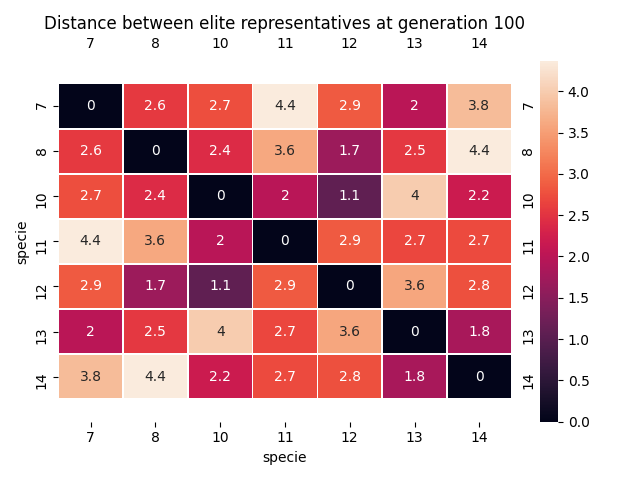 Distance between elite representatives at generation 100
7 8 10 11 12 13 14
7 0 2.6 2.7 4.4 2.9 2 3.8 7
8 2.6 0 2.4 3.6 1.7 2.5 4.4 8
10 2.7 2.4 0 2 1.1 4 2.2 10
11 4.4 3.6 2 0 2.9 2.7 2.7 11
12 2.9 1.7 1.1 2.9 0 3.6 2.8 12
13 2 2.5 4 2.7 3.6 0 1.8 13
14 3.8 4.4 2.2 2.7 2.8 1.8 0 14
7 8 10 11 12 13 14
specie
specie
4.0
3.5
3.0
2.5
2.0
1.5
1.0
0.5
0.0